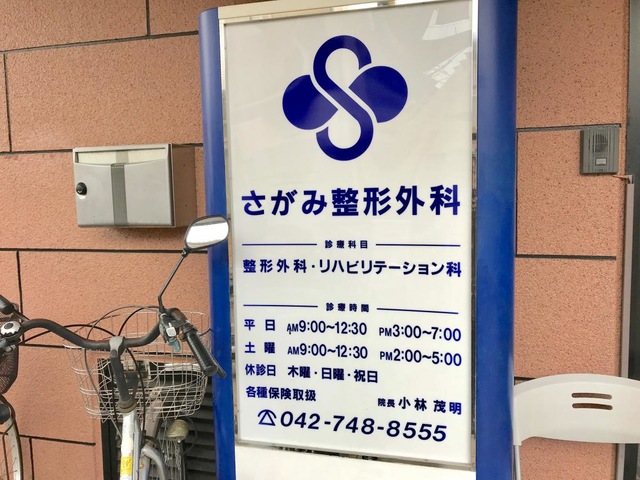 さがみ整形外科
診療科目
整形外科・リハビリテーション科
診療時間
平日 AM9:00~12:30 PM3:00~7:00
土曜 AM9:00~12:30 PM2:00~5:00
休診日 木曜・日曜・祝日
各種保険取扱 院長 小林 茂明
☎042-748-8555